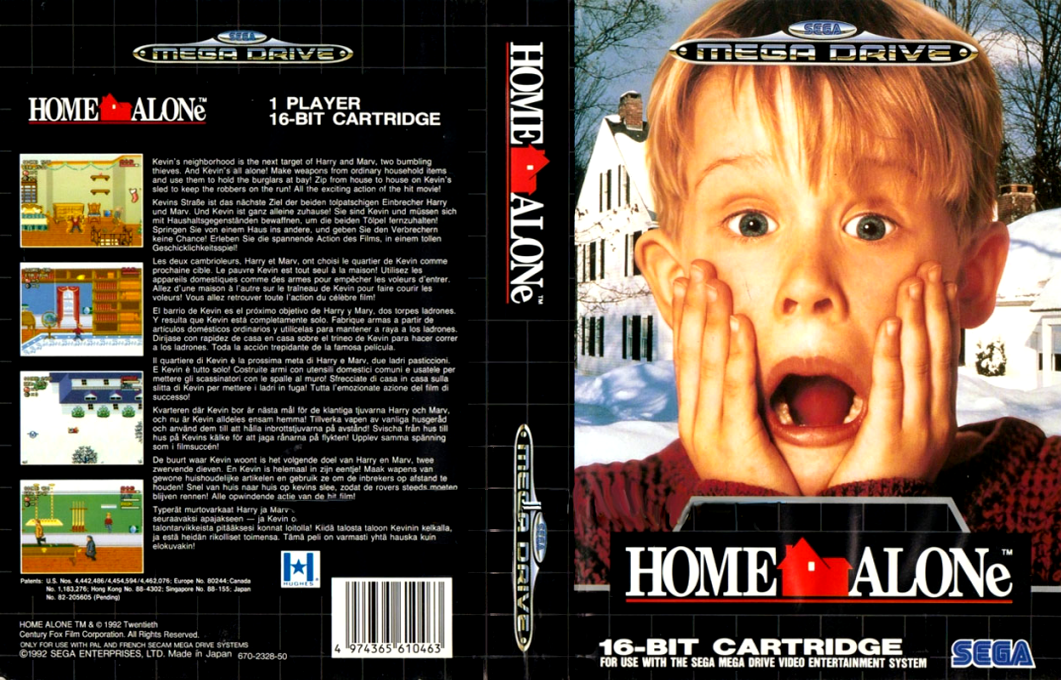 SEGA
MEGA DRIVE
HOME ALONe™
1 PLAYER
16-BIT CARTRIDGE
Kevin's neighborhood is the next target of Harry and Marv, two bumbling
thieves. And Kevin's all alone! Make weapons from ordinary household items
and use them to hold the burglars at bay! Zip from house to house on Kevin's
sled to keep the robbers on the run! All the exciting action of the hit movie!
Kevins Straße ist das nächste Ziel der beiden tolpatschigen Einbrecher Harry
und Marv. Und Kevin ist ganz alleine zuhause! Sie sind Kevin und müssen sich
mit Haushaltsgegenständen bewaffnen, um die beiden Tölpel fernzuhalten!
Springen Sie von einem Haus ins andere, und geben Sie den Verbrechern
keine Chance! Erleben Sie die spannende Action des Films, in einem tollen
Geschicklichkeitsspiel!
Les deux cambrioleurs, Harry et Marv, ont choisi le quartier de Kevin comme
prochaine cible. Le pauvre Kevin est tout seul à la maison! Utilisez les
appareils domestiques comme des armes pour empêcher les voleurs d'entrer.
Allez d'une maison à l'autre sur le traîneau de Kevin pour faire courir les
voleurs! Vous allez retrouver toute l'action du célèbre film!
El barrio de Kevin es el próximo objetivo de Harry y Marv, dos torpes ladrones.
Y resulta que Kevin está completamente solo. Fabrique armas a partir de
artículos domésticos ordinarios y utilícelas para mantener a raya a los ladrones.
Diríjase con rapidez de casa en casa sobre el trineo de Kevin para hacer correr
a los ladrones. Toda la acción trepidante de la famosa película.
Il quartiere di Kevin è la prossima meta di Harry e Marv, due ladri pasticcioni.
E Kevin è tutto solo! Costruite armi con utensili domestici comuni e usatele per
mettere gli scassinatori con le spalle al muro! Sfrecciate di casa in casa sulla
slitta di Kevin per mettere i ladri in fuga! Tutta l'emozionate azione del film di
successo!
Kvarteren där Kevin bor är nästa mål för de klantiga tjuvarna Harry och Marv,
och nu är Kevin alldeles ensam hemma! Tillverka vapen av vanliga husgeråd
och använd dem till att hålla inbrottstjuvarna på avstånd! Svischa från hus till
hus på Kevins kälke för att jaga rånarna på flykten! Upplev samma spänning
som i filmsuccén!
De buurt waar Kevin woont is het volgende doel van Harry en Marv, twee
zwervende dieven. En Kevin is helemaal in zijn eentje! Maak wapens van
gewone huishoudelijke artikelen en gebruik ze om de inbrekers op afstand te
houden! Snel van huis naar huis op kevins slee, zodat de rovers steeds moeten
blijven rennen! Alle opwindende actie van de hit film!
Typerät murtovarkaat Harry ja Marv
seuraavaksi apajakseen — ja Kevin o
talontarvikkeista pitääksesi konnat loitolla! Kiidä talosta taloon Kevinin kelkalla,
ja estä heidän rikolliset toimensa. Tämä peli on varmasti yhtä hauska kuin
elokuvakin!
HUGHES
Patents: U.S. Nos. 4,442,486/4,454,594/4,462,076; Europe No. 80244; Canada
No. 1,183,276; Hong Kong No. 88-4302; Singapore No. 88-155; Japan
No. 82-205605 (Pending)
HOME ALONE TM & © 1992 Twentieth
Century Fox Film Corporation. All Rights Reserved.
ONLY FOR USE WITH PAL AND FRENCH SECAM MEGA DRIVE SYSTEMS
©1992 SEGA ENTERPRISES, LTD. Made in Japan 670-2328-50
4 974365 610463
HOME ALONe™
SEGA
MEGA DRIVE
SEGA
MEGA DRIVE
HOME ALONe™
16-BIT CARTRIDGE
FOR USE WITH THE SEGA MEGA DRIVE VIDEO ENTERTAINMENT SYSTEM
SEGA